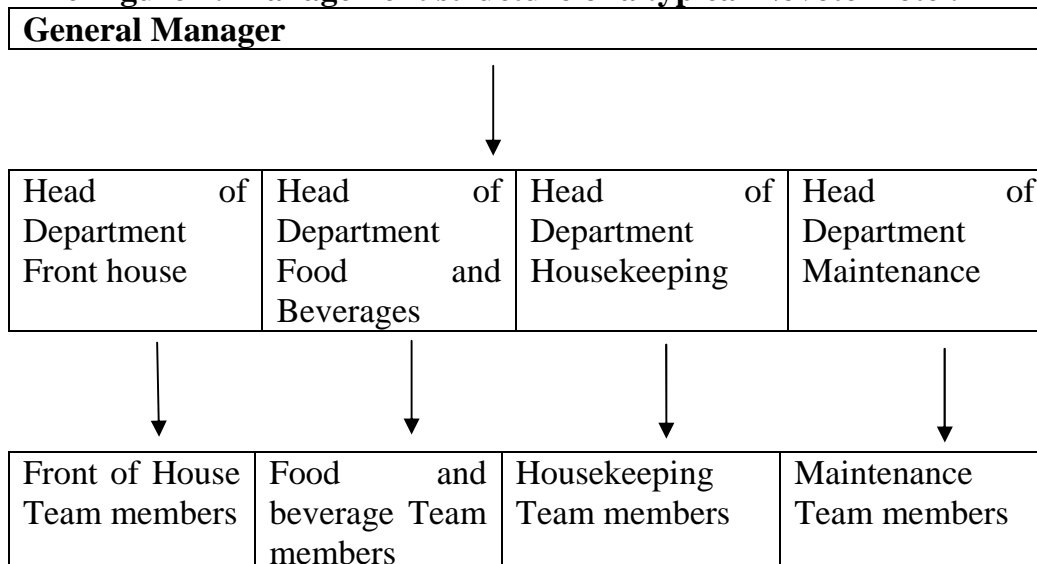 General Manager
Head of
Department
Front house
Head of
Department
Food and
Beverages
Head of
Department
Housekeeping
Head of
Department
Maintenance
Front of House
Team members
Food and
beverage Team
members
Housekeeping
Team members
Maintenance
Team members